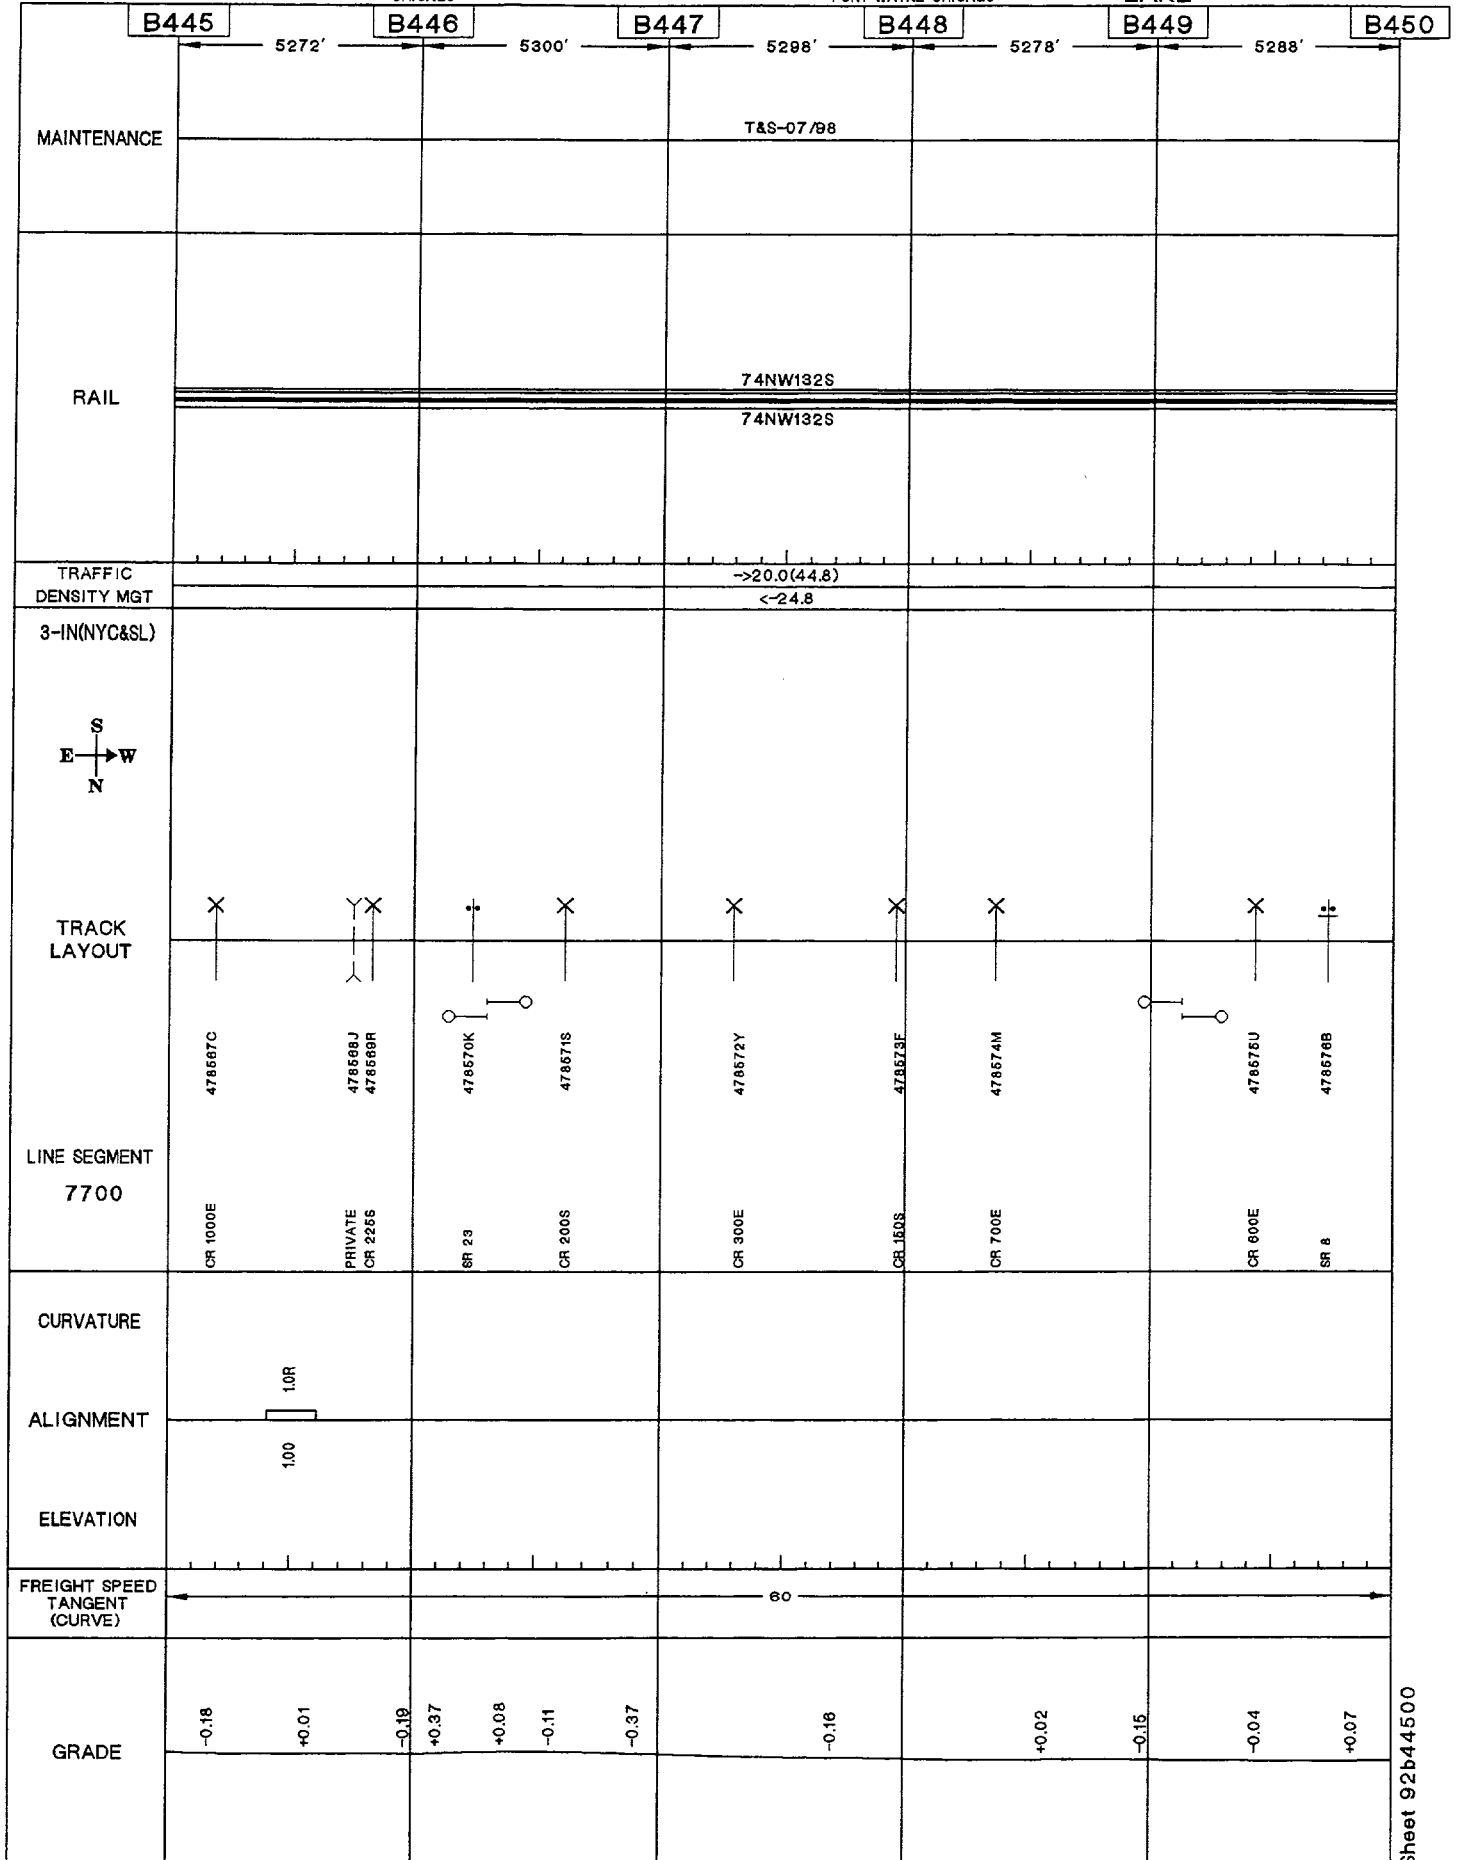 B445 B446 B447 B448 B449 B450
5272' 5300' 5298' 5278' 5288'
MAINTENANCE
T&S-07/98
RAIL
74NW132S
74NW132S
TRAFFIC
DENSITY MGT
->20.0(44.8)
<-24.8
3-IN(NYC&SL)
S
E W
N
TRACK
LAYOUT
478567C 478568J 478569R 478570K 478571S 478572Y 478573F 478574M 478575U 478576B
LINE SEGMENT
7700
CR 1000E PRIVATE CR 225S SR 23 CR 200S CR 300E CR 150S CR 700E CR 600E SR 8
CURVATURE
1.0R
ALIGNMENT
1.00
ELEVATION
FREIGHT SPEED
TANGENT
(CURVE)
60
GRADE
-0.18 +0.01 -0.19 +0.37 +0.08 -0.11 -0.37 -0.16 +0.02 -0.15 -0.04 +0.07
Sheet 92b44500